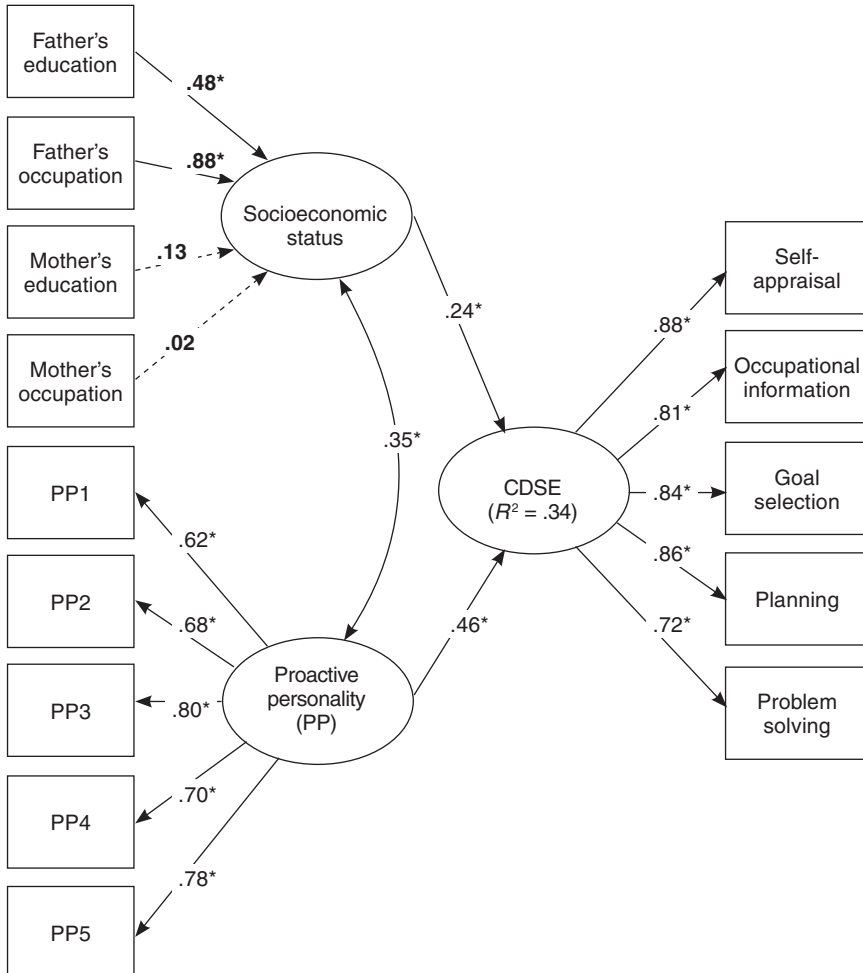 Father's
education
.48*
Father's
occupation
.88*
Socioeconomic
status
Mother's
education
.13
Mother's
occupation
.02
.24*
.35*
Self-
appraisal
.88*
Occupational
information
.81*
CDSE
(R² = .34)
.84*
Goal
selection
.86*
Planning
.72*
Problem
solving
PP1
.62*
PP2
.68*
.46*
PP3
.80*
Proactive
personality
(PP)
PP4
.70*
.78*
PP5